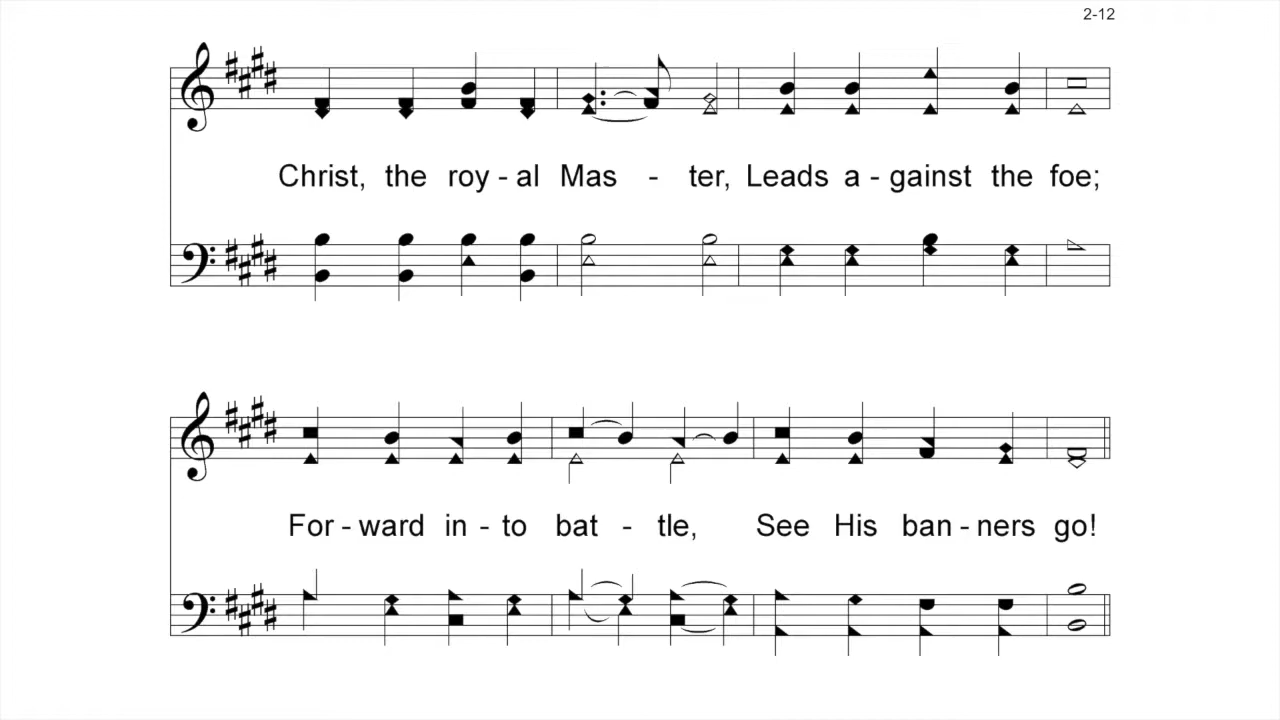 2-12
Christ, the roy - al Mas - ter, Leads a - gainst the foe;
For - ward in - to bat - tle, See His ban - ners go!